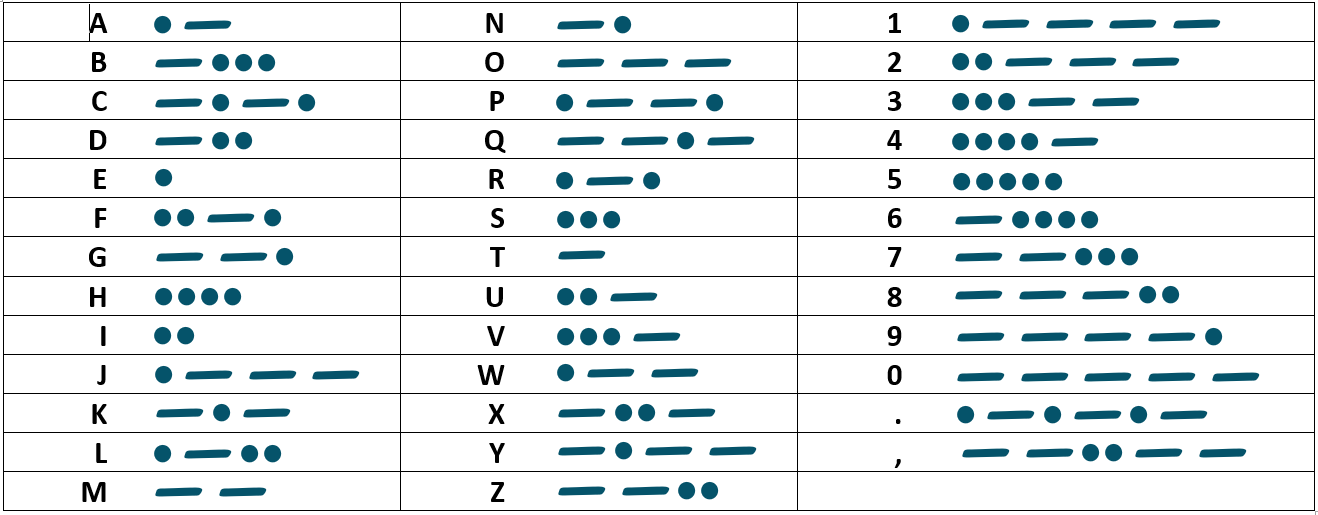 A N 1
B O 2
C P 3
D Q 4
E R 5
F S 6
G T 7
H U 8
I V 9
J W 0
K X .
L Y ,
M Z